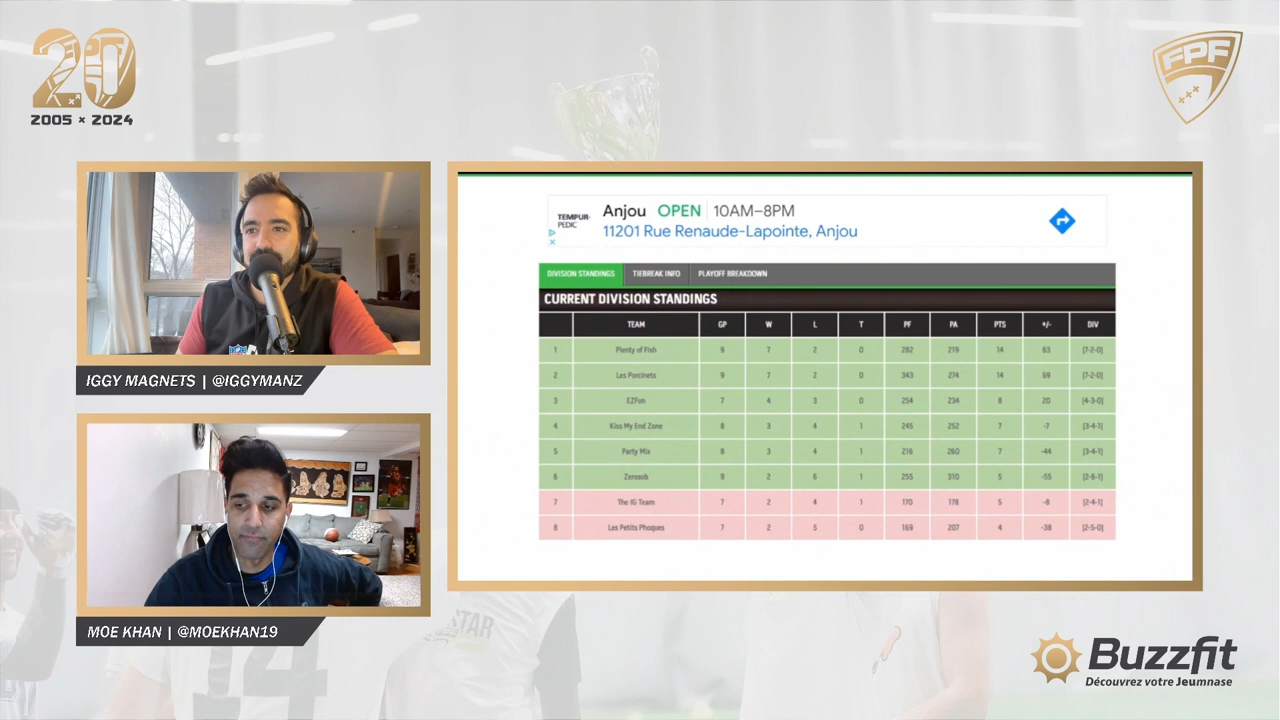 20
2005 × 2024
FPF
Anjou OPEN 10AM–8PM
TEMPUR-PEDIC
11201 Rue Renaude-Lapointe, Anjou
DIVISION STANDINGS TIEBREAK INFO PLAYOFF BREAKDOWN
CURRENT DIVISION STANDINGS
TEAM GP W L T PF PA PTS +/- DIV
1 Plenty of Fish 9 7 2 0 282 219 14 63 [7-2-0]
2 Les Porcinets 9 7 2 0 343 274 14 69 [7-2-0]
3 EZFun 7 4 3 0 254 234 8 20 [4-3-0]
4 Kiss My End Zone 8 3 4 1 245 252 7 -7 [3-4-1]
5 Party Mix 8 3 4 1 216 260 7 -44 [3-4-1]
6 Zerosub 9 2 6 1 255 310 5 -55 [2-6-1]
7 The IG Team 7 2 4 1 170 178 5 -8 [2-4-1]
8 Les Petits Phoques 7 2 5 0 169 207 4 -38 [2-5-0]
IGGY MAGNETS | @IGGYMANZ
MOE KHAN | @MOEKHAN19
STAR
14
Buzzfit
Découvrez votre Jeumnase